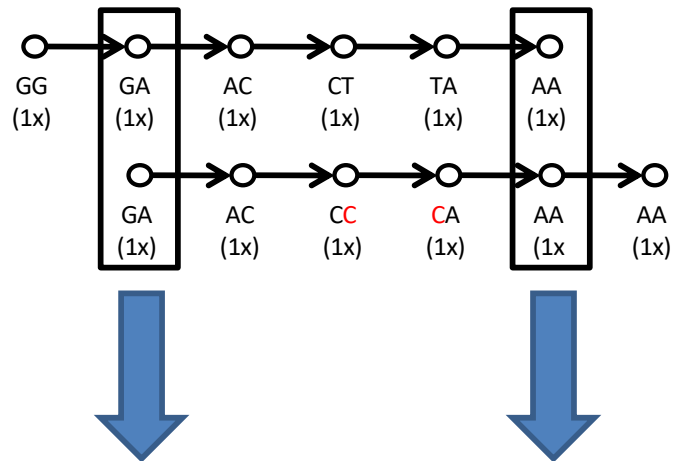 GG GA AC CT TA AA
(1x) (1x) (1x) (1x) (1x) (1x)
GA AC CC CA AA AA
(1x) (1x) (1x) (1x) (1x (1x)